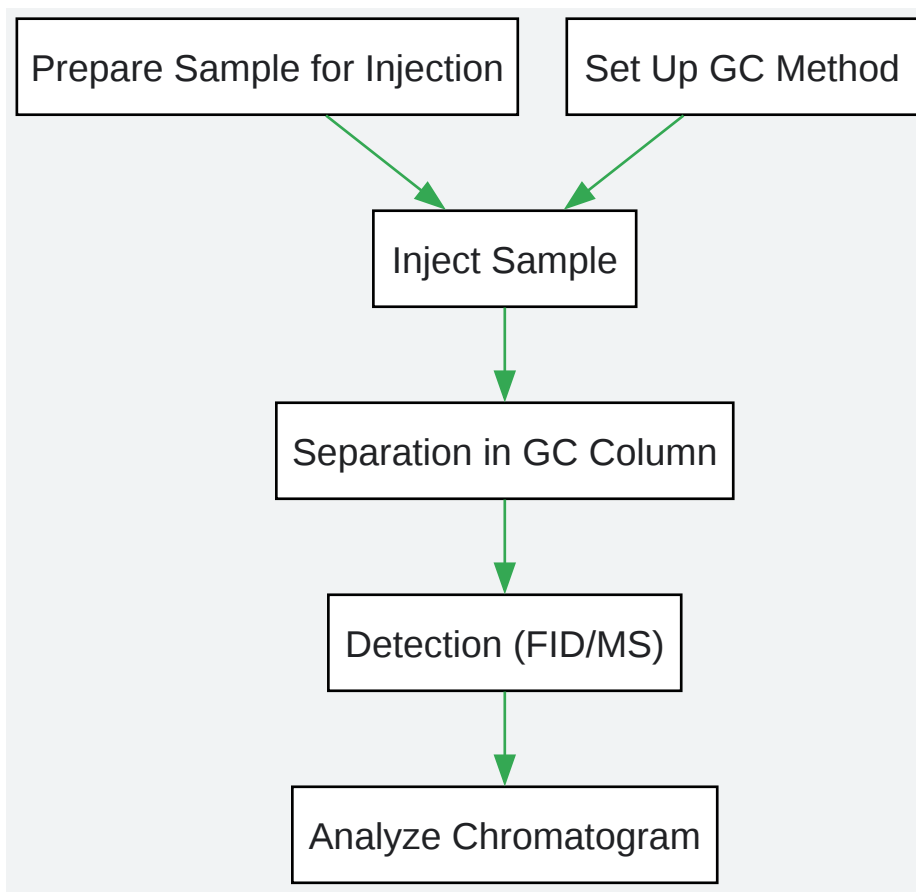 Prepare Sample for Injection
Set Up GC Method
Inject Sample
Separation in GC Column
Detection (FID/MS)
Analyze Chromatogram